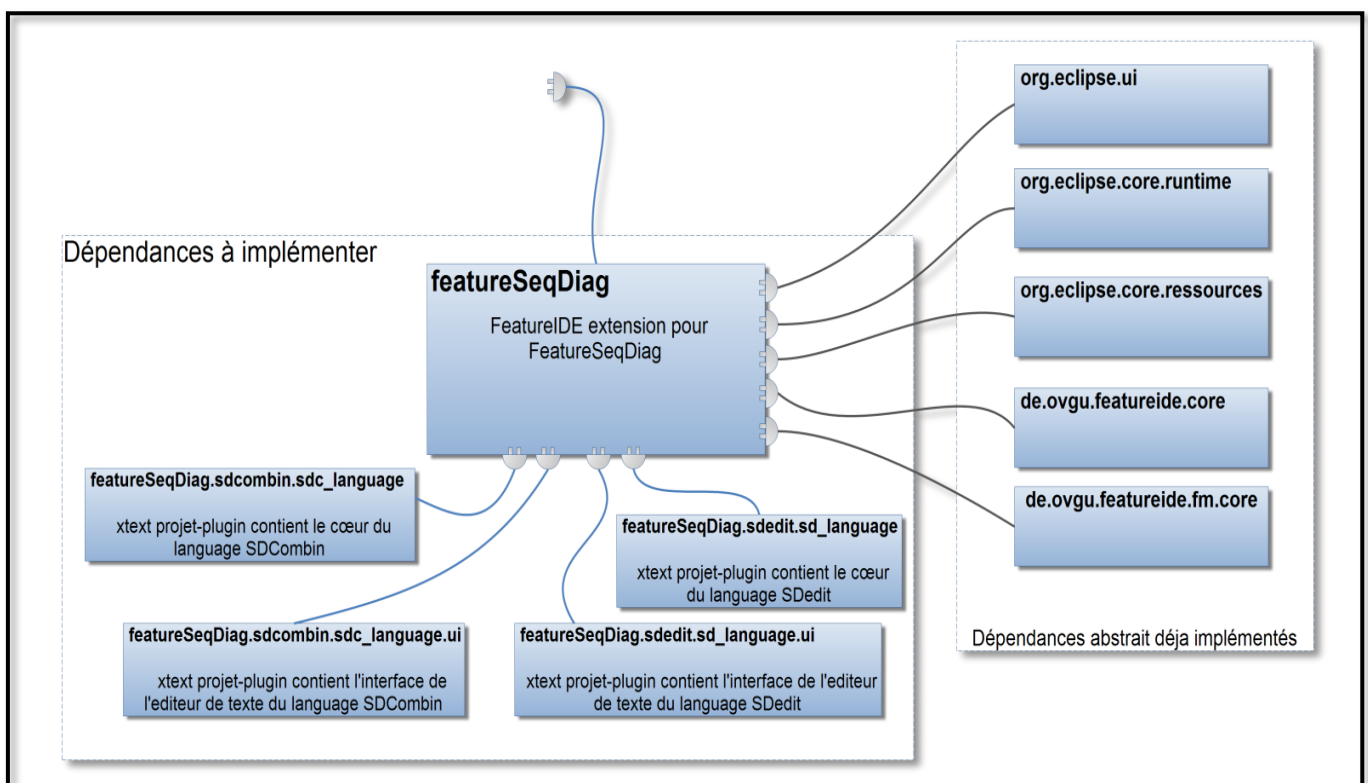 Dépendances à implémenter
featureSeqDiag
FeatureIDE extension pour
FeatureSeqDiag
featureSeqDiag.sdcombin.sdc_language
xtext projet-plugin contient le cœur du
language SDCombin
featureSeqDiag.sdedit.sd_language
xtext projet-plugin contient le cœur
du language SDedit
featureSeqDiag.sdcombin.sdc_language.ui
xtext projet-plugin contient l'interface de
l'editeur de texte du language SDCombin
featureSeqDiag.sdedit.sd_language.ui
xtext projet-plugin contient l'interface de l'editeur
de texte du language SDedit
org.eclipse.ui
org.eclipse.core.runtime
org.eclipse.core.ressources
de.ovgu.featureide.core
de.ovgu.featureide.fm.core
Dépendances abstrait déja implémentés